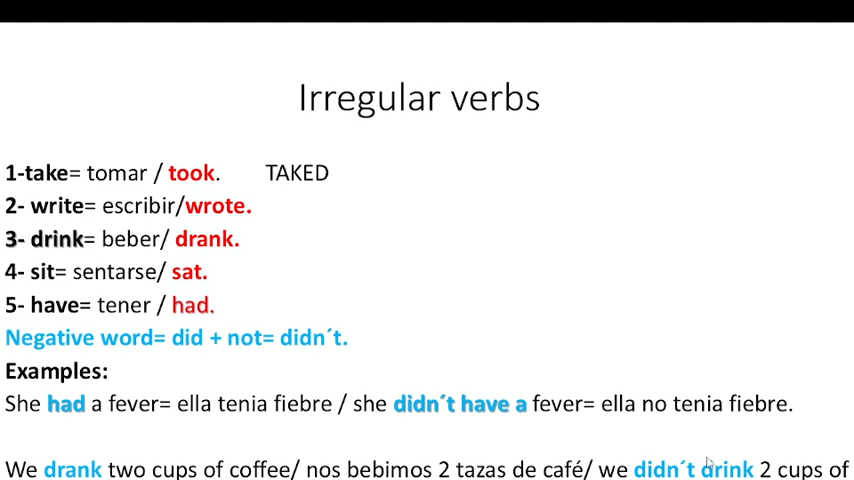 Irregular verbs
1-take= tomar / took. TAKED
2- write= escribir/wrote.
3- drink= beber/ drank.
4- sit= sentarse/ sat.
5- have= tener / had.
Negative word= did + not= didn´t.
Examples:
She had a fever= ella tenia fiebre / she didn´t have a fever= ella no tenia fiebre.
We drank two cups of coffee/ nos bebimos 2 tazas de café/ we didn´t drink 2 cups of